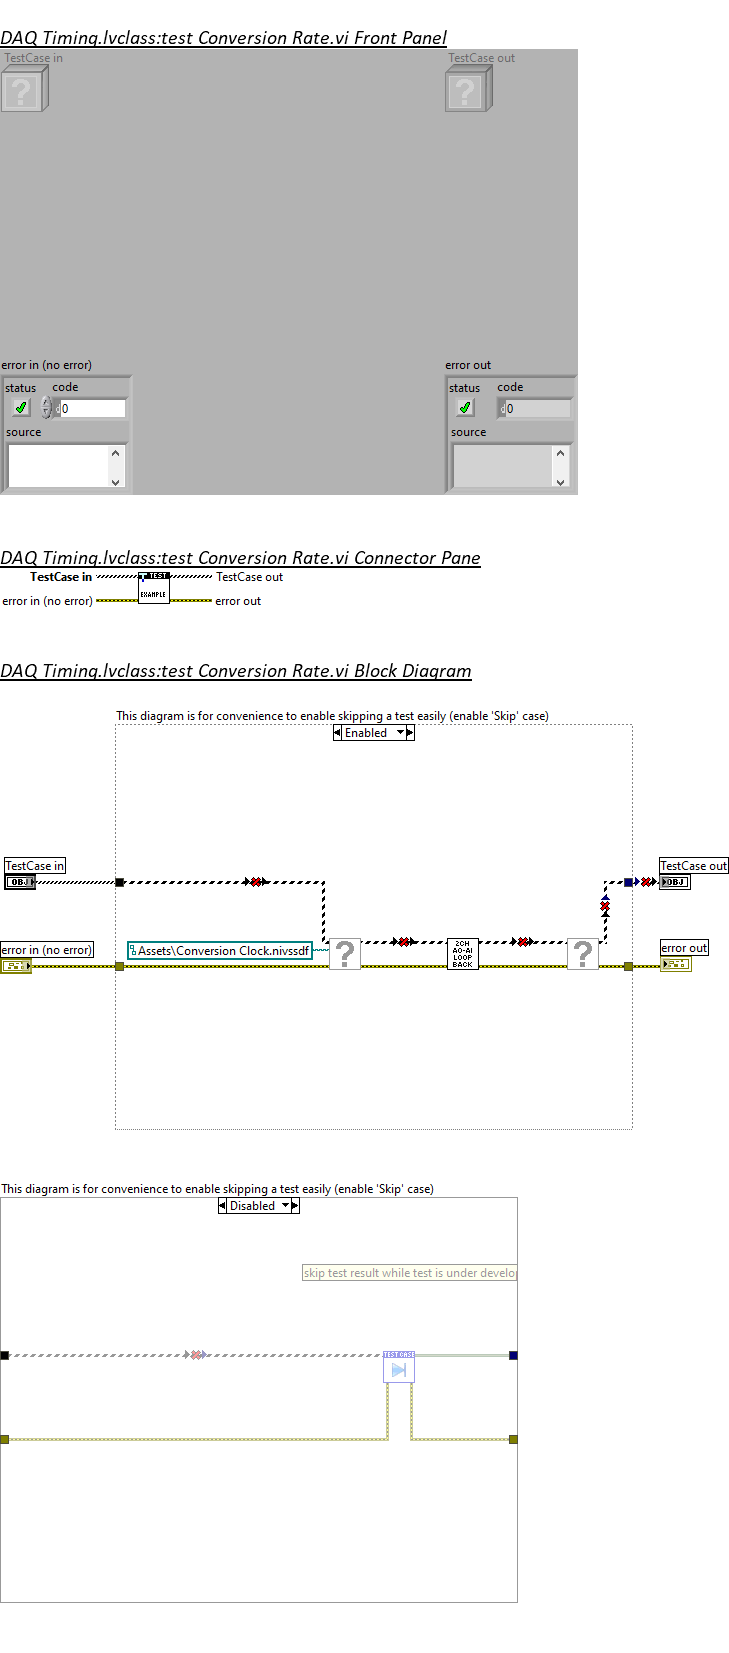 DAQ Timing.lvclass:test Conversion Rate.vi Front Panel
TestCase in
TestCase out
?
?
error in (no error)
error out
status
code
status
code
d
0
d
0
source
source
DAQ Timing.lvclass:test Conversion Rate.vi Connector Pane
TestCase in
TEST
TestCase out
error in (no error)
EXAMPLE
error out
DAQ Timing.lvclass:test Conversion Rate.vi Block Diagram
This diagram is for convenience to enable skipping a test easily (enable 'Skip' case)
Enabled
TestCase in
TestCase out
OBJ
OBJ
error in (no error)
Assets\Conversion Clock.nivssdf
?
2CH
AO-AI
LOOP
BACK
?
error out
This diagram is for convenience to enable skipping a test easily (enable 'Skip' case)
Disabled
skip test result while test is under develo
TEST CASE